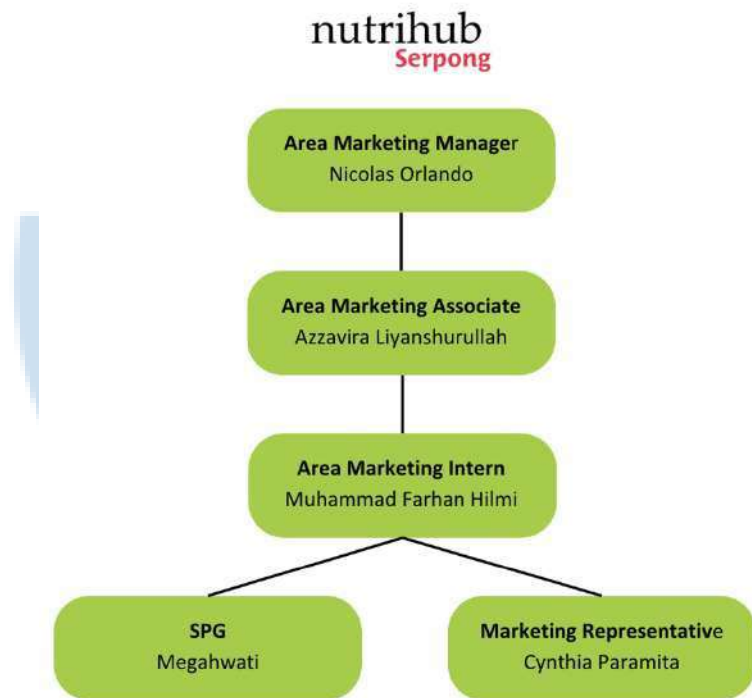 nutrihub
Serpong
Area Marketing Manager
Nicolas Orlando
Area Marketing Associate
Azzavira Liyanshurullah
Area Marketing Intern
Muhammad Farhan Hilmi
SPG
Megahwati
Marketing Representative
Cynthia Paramita